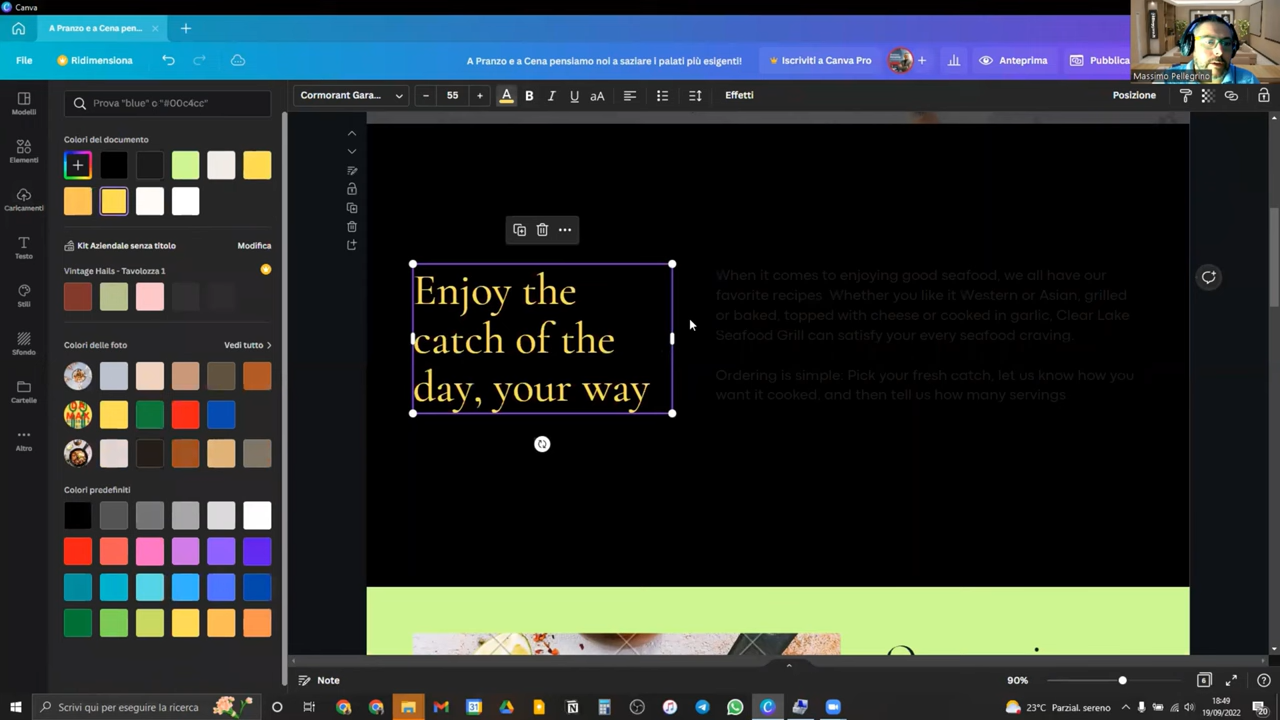 Canva
A Pranzo e a Cena pen...
File
Ridimensiona
A Pranzo e a Cena pensiamo noi a saziare i palati più esigenti!
Iscriviti a Canva Pro
Anteprima
Pubblica
Massimo Pellegrino
Modelli
Elementi
Caricamenti
Testo
Stili
Sfondo
Cartelle
Altro
Prova "blue" o "#00c4cc"
Colori del documento
Kit Aziendale senza titolo
Modifica
Vintage Hails - Tavolozza 1
Colori delle foto
Vedi tutto
Colori predefiniti
Cormorant Gara...
55
A
B
I
U
aA
Effetti
Posizione
Enjoy the
catch of the
day, your way
When it comes to enjoying good seafood, we all have our
favorite recipes. Whether you like it Western or Asian, grilled
or baked, topped with cheese or cooked in garlic, Clear Lake
Seafood Grill can satisfy your every seafood craving.
Ordering is simple. Pick your fresh catch, let us know how you
want it cooked, and then tell us how many servings.
Note
90%
6
Scrivi qui per eseguire la ricerca
23°C Parzial. sereno
18:49
19/09/2022
20